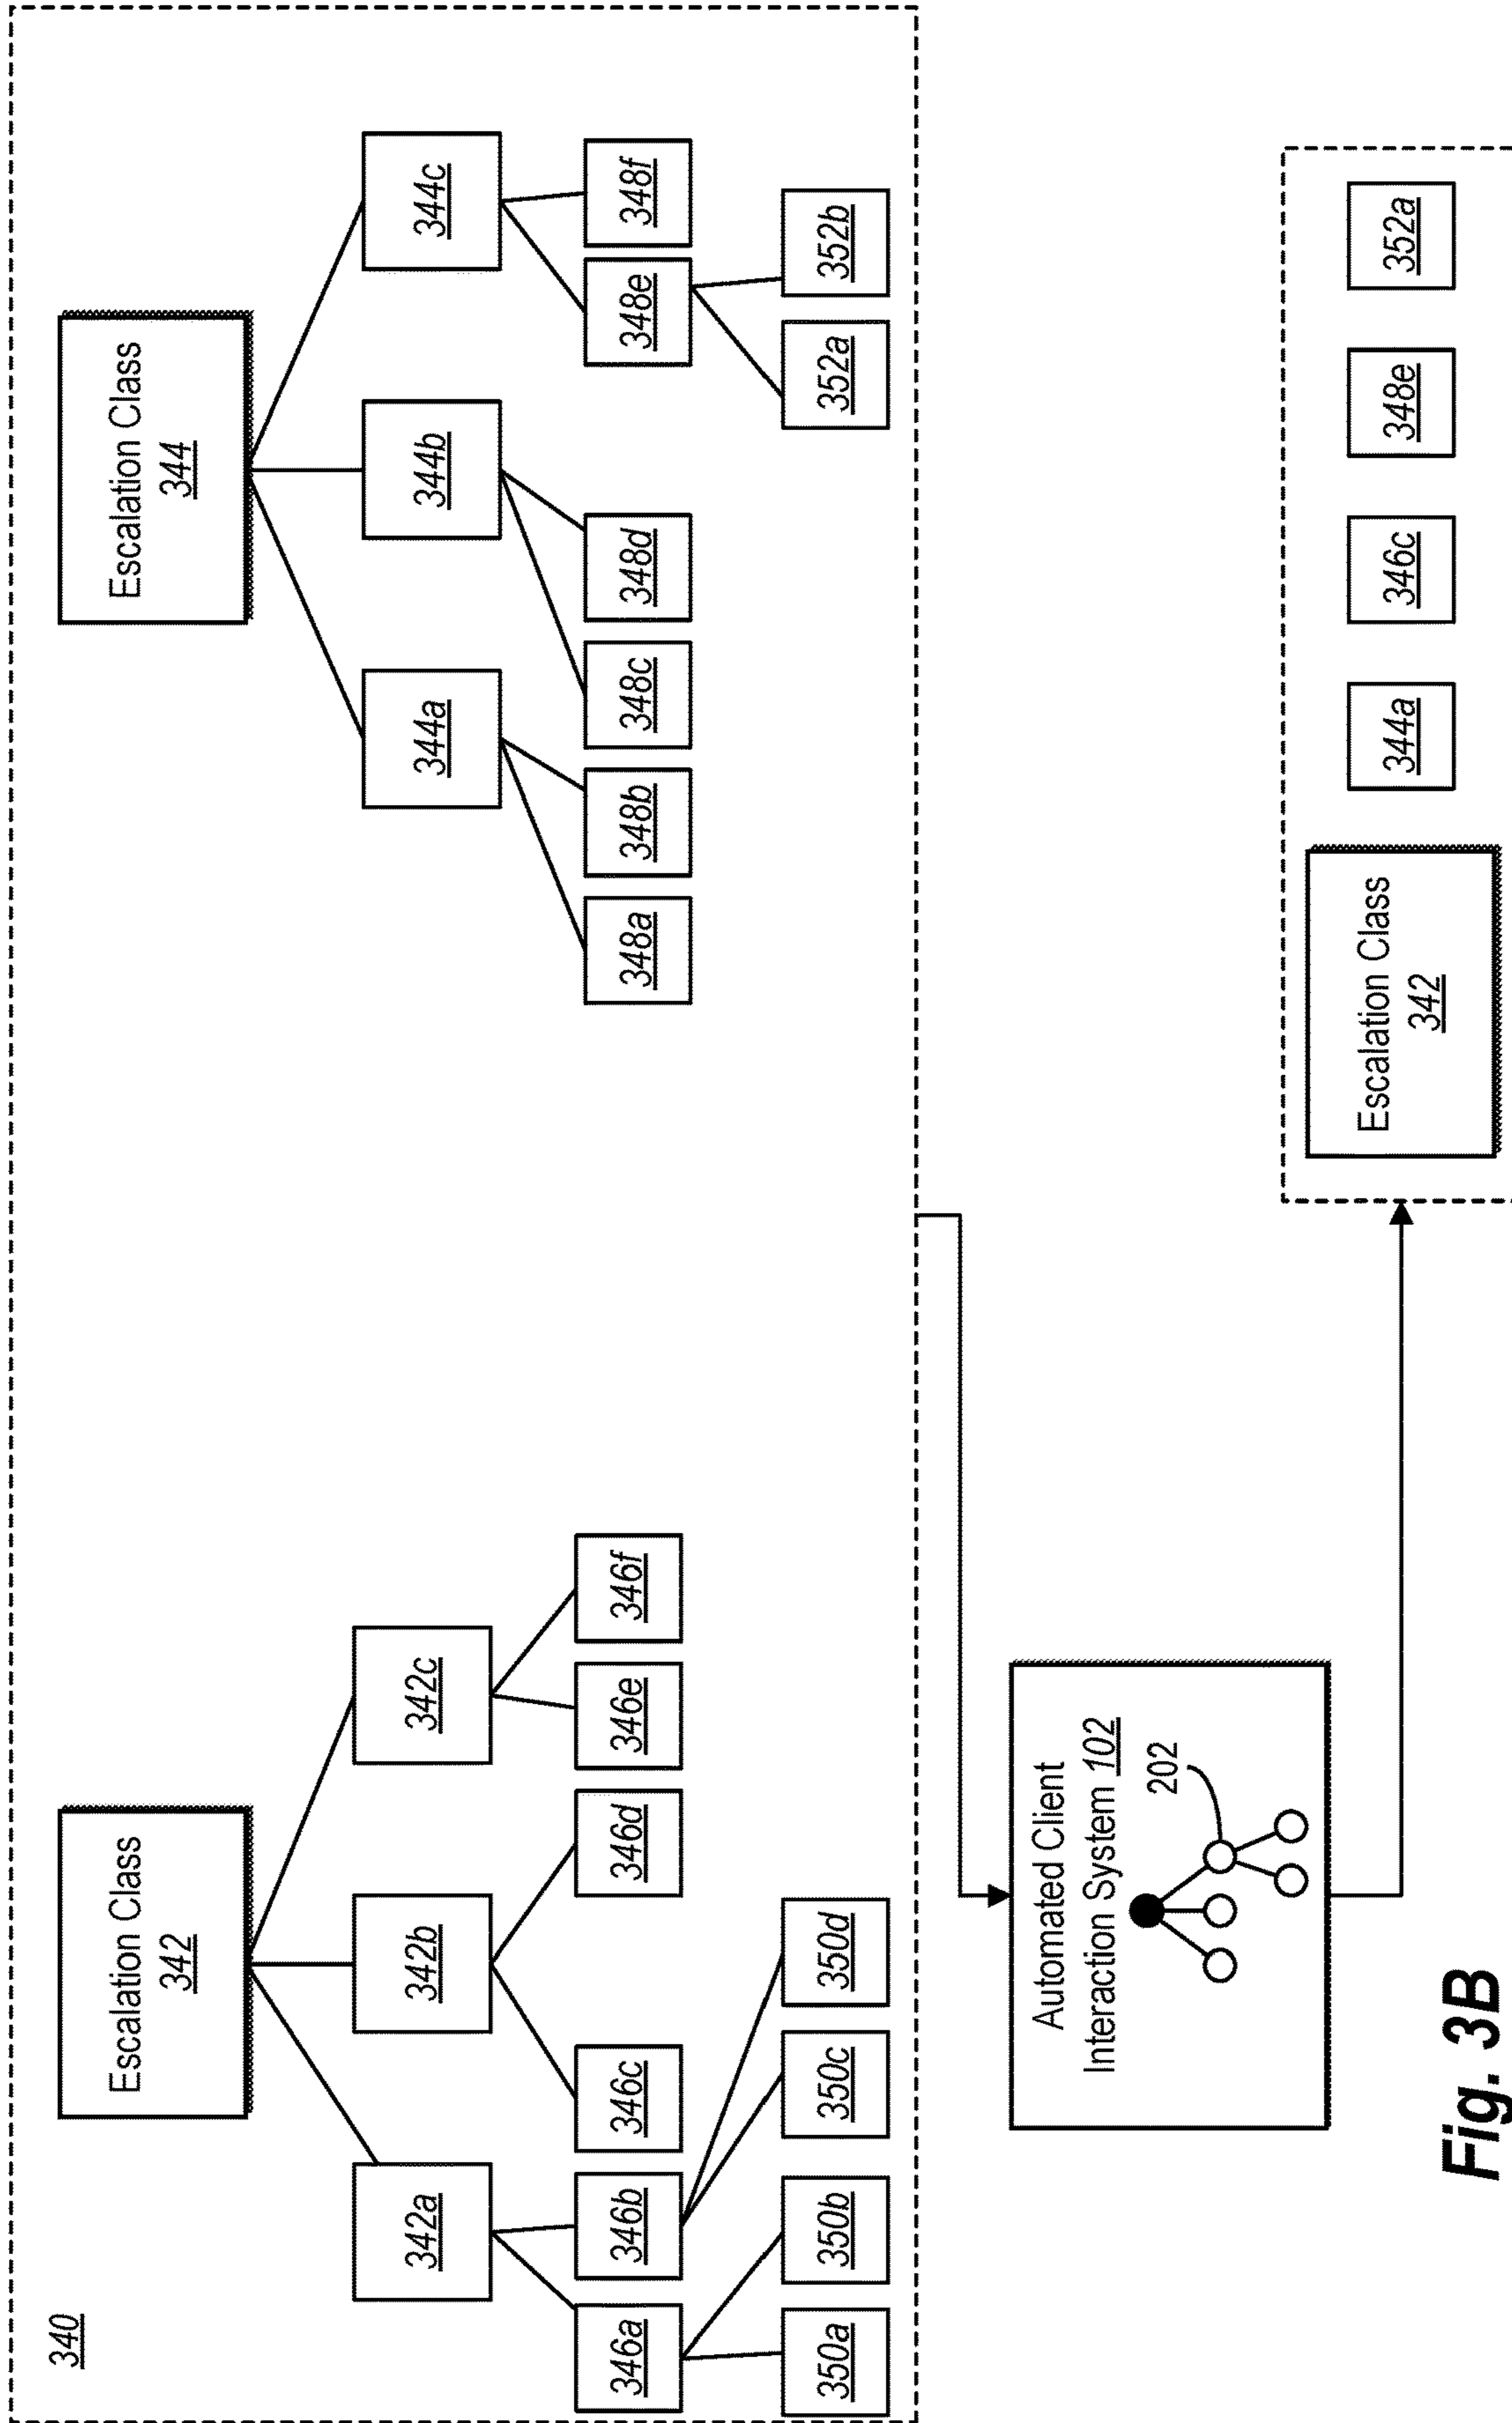 340
Escalation Class
342
Escalation Class
344
342a
342b
342c
344a
344b
344c
346a
346b
346c
346d
346e
346f
348a
348b
348c
348d
348e
348f
350a
350b
350c
350d
352a
352b
Automated Client
Interaction System 102
202
Escalation Class
342
344a
346c
348e
352a
Fig. 3B